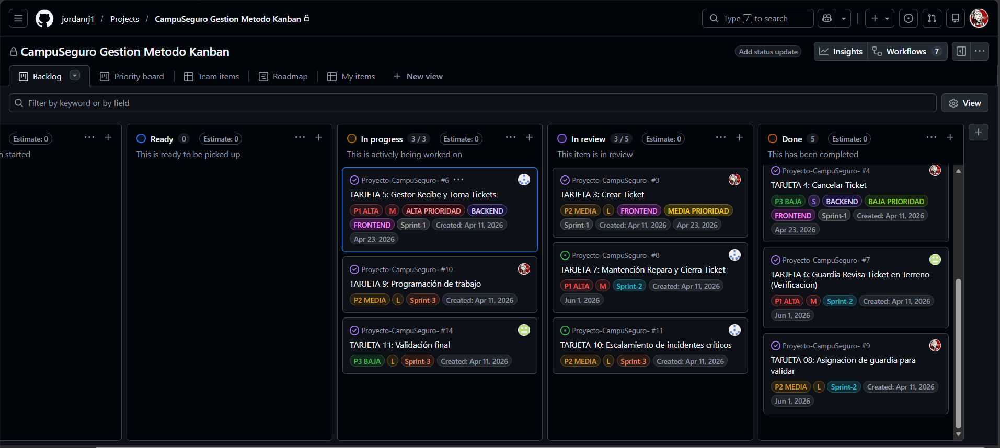 jordanrj1 / Projects / CampuSeguro Gestion Metodo Kanban
Type / to search
CampuSeguro Gestion Metodo Kanban
Add status update
Insights
Workflows 7
Backlog
Priority board
Team items
Roadmap
My items
+ New view
Filter by keyword or by field
View
Estimate: 0
n started
Ready 0 Estimate: 0
This is ready to be picked up
In progress 3 / 3 Estimate: 0
This is actively being worked on
Proyecto-CampuSeguro- #6
TARJETA 5: Gestor Recibe y Toma Tickets
P1 ALTA M ALTA PRIORIDAD BACKEND
FRONTEND Sprint-1 Created: Apr 11, 2026
Apr 23, 2026
Proyecto-CampuSeguro- #10
TARJETA 9: Programación de trabajo
P2 MEDIA L Sprint-3 Created: Apr 11, 2026
Proyecto-CampuSeguro- #14
TARJETA 11: Validación final
P3 BAJA L Sprint-3 Created: Apr 11, 2026
In review 3 / 5 Estimate: 0
This item is in review
Proyecto-CampuSeguro- #3
TARJETA 3: Crear Ticket
P2 MEDIA L FRONTEND MEDIA PRIORIDAD
Sprint-1 Created: Apr 11, 2026 Apr 23, 2026
Proyecto-CampuSeguro- #8
TARJETA 7: Mantención Repara y Cierra Ticket
P1 ALTA M Sprint-2 Created: Apr 11, 2026
Jun 1, 2026
Proyecto-CampuSeguro- #11
TARJETA 10: Escalamiento de incidentes críticos
P2 MEDIA L Sprint-3 Created: Apr 11, 2026
Done 5 Estimate: 0
This has been completed
Proyecto-CampuSeguro- #4
TARJETA 4: Cancelar Ticket
P3 BAJA S BACKEND BAJA PRIORIDAD
FRONTEND Sprint-1 Created: Apr 11, 2026
Apr 23, 2026
Proyecto-CampuSeguro- #7
TARJETA 6: Guardia Revisa Ticket en Terreno
(Verificacion)
P1 ALTA M Sprint-2 Created: Apr 11, 2026
Jun 1, 2026
Proyecto-CampuSeguro- #9
TARJETA 08: Asignacion de guardia para
validar
P2 MEDIA L Sprint-2 Created: Apr 11, 2026
Jun 1, 2026